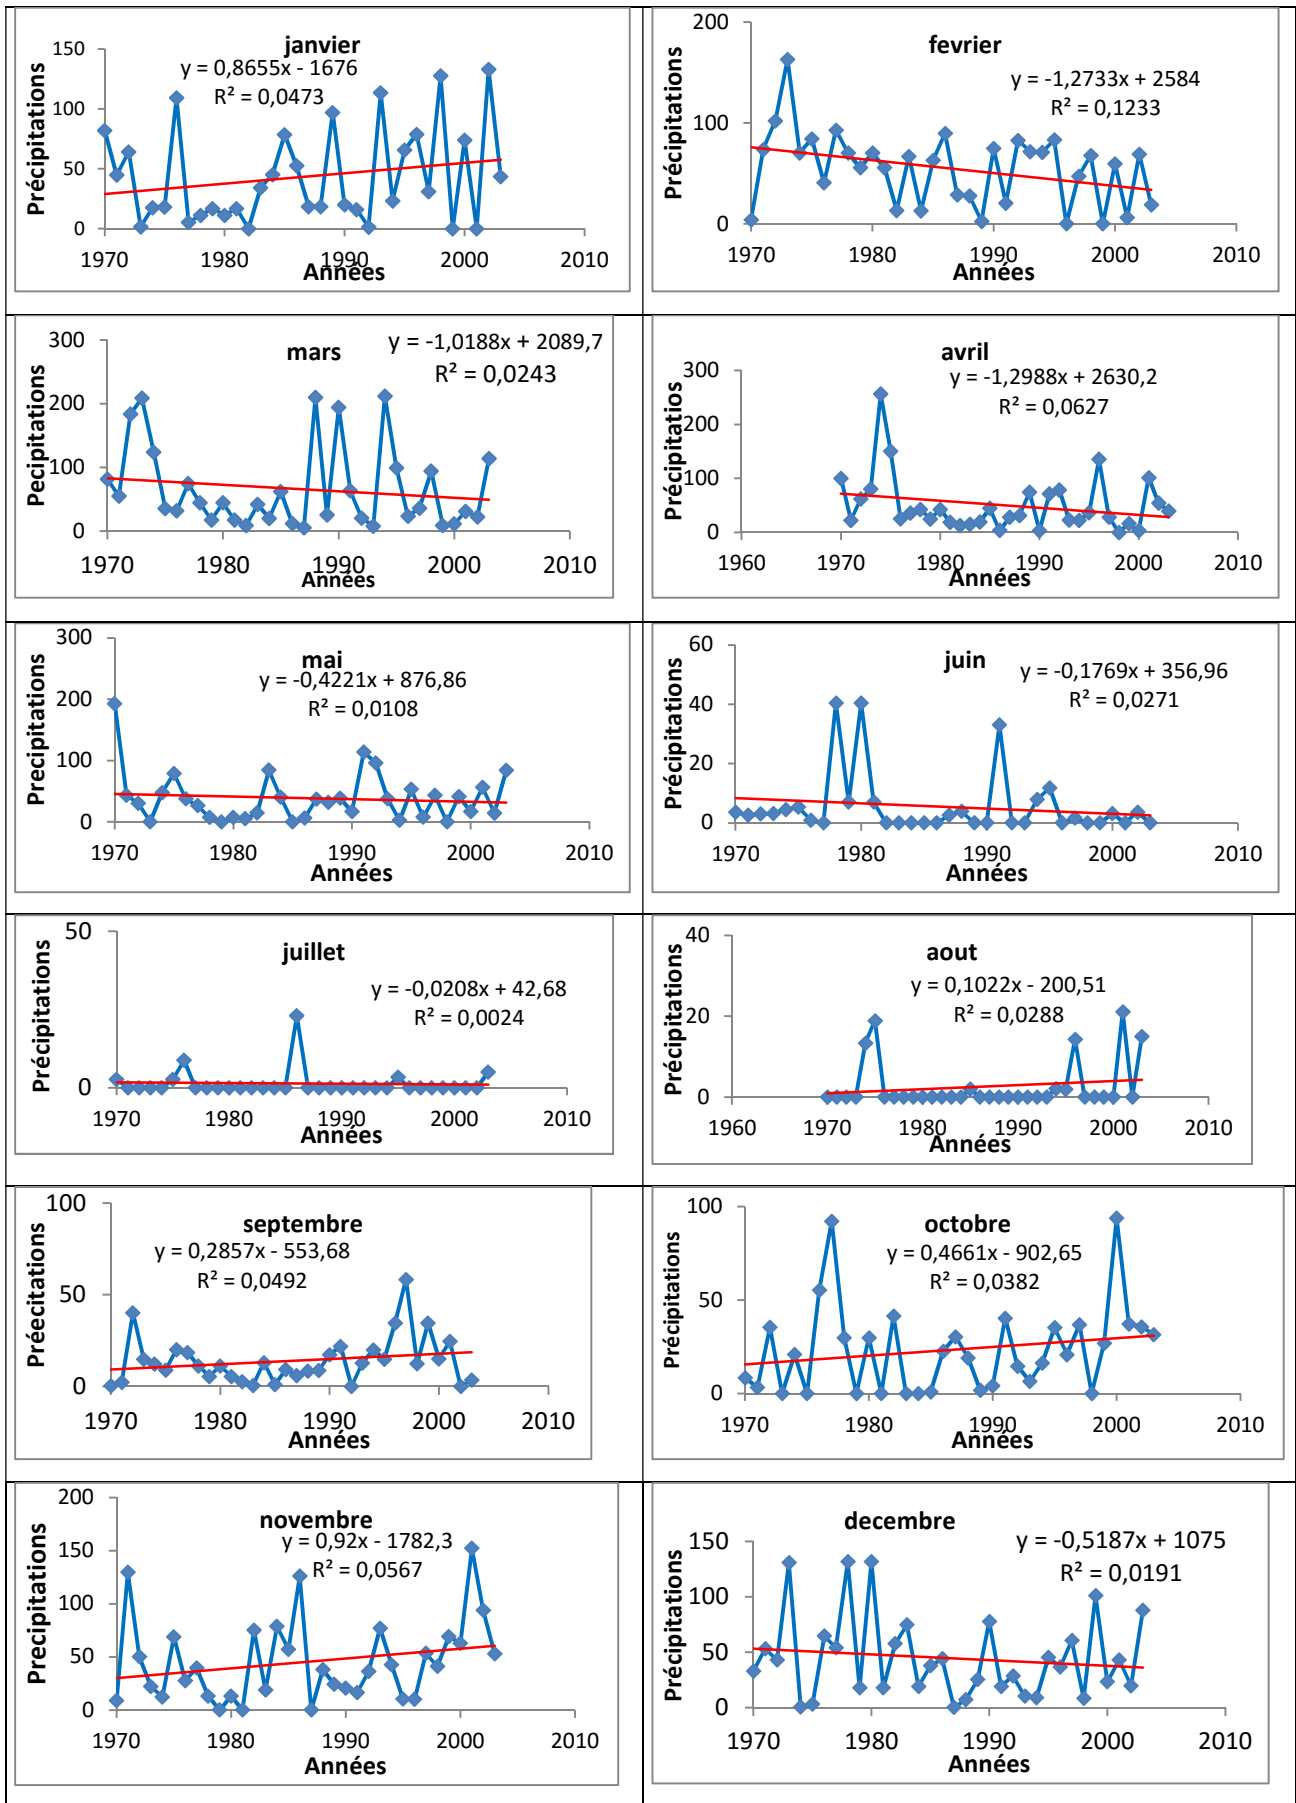 janvier
y = 0,8655x - 1676
R² = 0,0473
Précipitations
150
100
50
0
1970
1980
1990
2000
2010
Années
fevrier
y = -1,2733x + 2584
R² = 0,1233
Précipitations
200
100
0
1970
1980
1990
2000
2010
Années
mars
y = -1,0188x + 2089,7
R² = 0,0243
Pecipitations
300
200
100
0
1970
1980
1990
2000
2010
Années
avril
y = -1,2988x + 2630,2
R² = 0,0627
Précipitatios
300
200
100
0
1960
1970
1980
1990
2000
2010
Années
mai
y = -0,4221x + 876,86
R² = 0,0108
Precipitations
300
200
100
0
1970
1980
1990
2000
2010
Années
juin
y = -0,1769x + 356,96
R² = 0,0271
Précipitations
60
40
20
0
1970
1980
1990
2000
2010
Années
juillet
y = -0,0208x + 42,68
R² = 0,0024
Précipitations
50
0
1970
1980
1990
2000
2010
Années
aout
y = 0,1022x - 200,51
R² = 0,0288
Précipitations
40
20
0
1960
1970
1980
1990
2000
2010
Années
septembre
y = 0,2857x - 553,68
R² = 0,0492
Préecitations
100
50
0
1970
1980
1990
2000
2010
Années
octobre
y = 0,4661x - 902,65
R² = 0,0382
Précipitations
100
50
0
1970
1980
1990
2000
2010
Années
novembre
y = 0,92x - 1782,3
R² = 0,0567
Precipitations
200
150
100
50
0
1970
1980
1990
2000
2010
Années
decembre
y = -0,5187x + 1075
R² = 0,0191
Précipitations
150
100
50
0
1970
1980
1990
2000
2010
Années